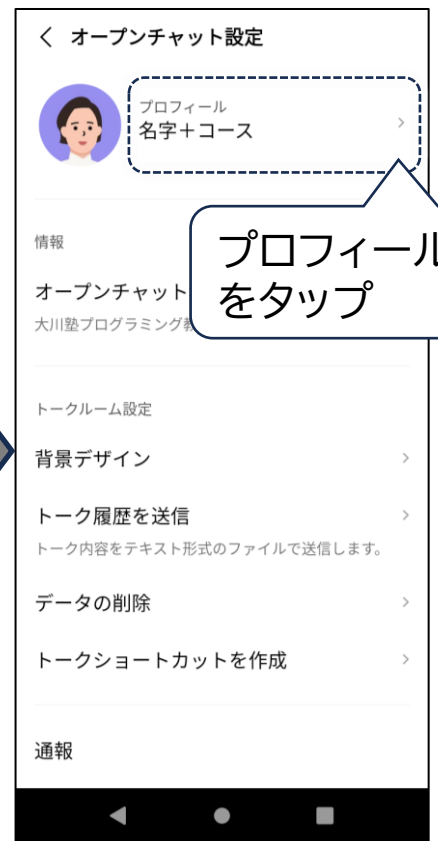 オープンチャット設定
プロフィール
名字＋コース
プロフィール
をタップ
情報
オープンチャット
大川塾プログラミング教
トークルーム設定
背景デザイン
トーク履歴を送信
トーク内容をテキスト形式のファイルで送信します。
データの削除
トークショートカットを作成
通報